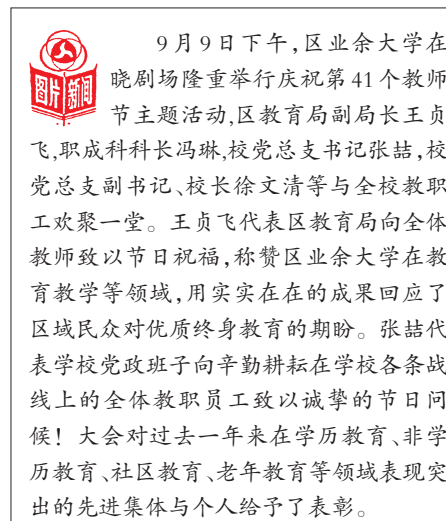 图片新闻
9月9日下午，区业余大学在
晓剧场隆重举行庆祝第41个教师
节主题活动,区教育局副局长王贞
飞,职成科科长冯琳,校党总支书记张喆,校
党总支副书记、校长徐文清等与全校教职
工欢聚一堂。王贞飞代表区教育局向全体
教师致以节日祝福，称赞区业余大学在教
育教学等领域，用实实在在的成果回应了
区域民众对优质终身教育的期盼。张喆代
表学校党政班子向辛勤耕耘在学校各条战
线上的全体教职员工致以诚挚的节日问
候！大会对过去一年来在学历教育、非学
历教育、社区教育、老年教育等领域表现突
出的先进集体与个人给予了表彰。